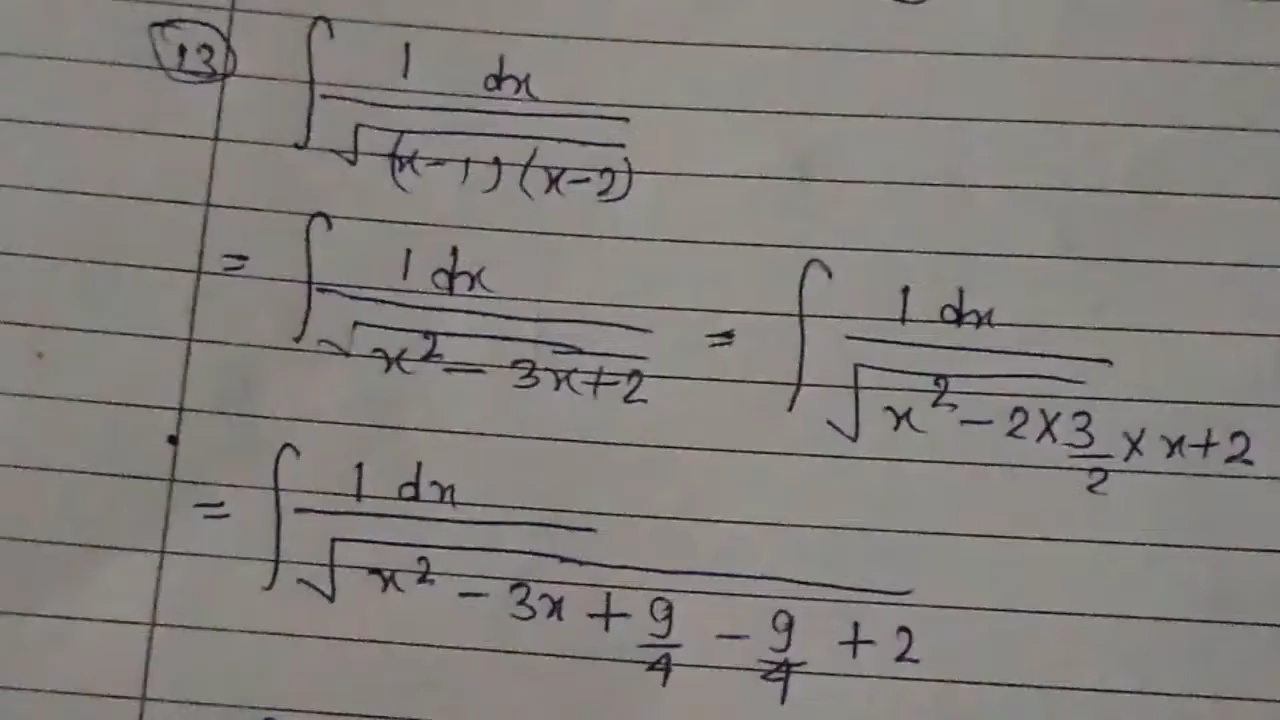 13 ∫ 1 dx / √(x-1)(x-2)
= ∫ 1 dx / √x² - 3x+2 = ∫ 1 dx / √x² - 2×3/2 × x+2
= ∫ 1 dx / √x² - 3x + 9/4 - 9/4 + 2